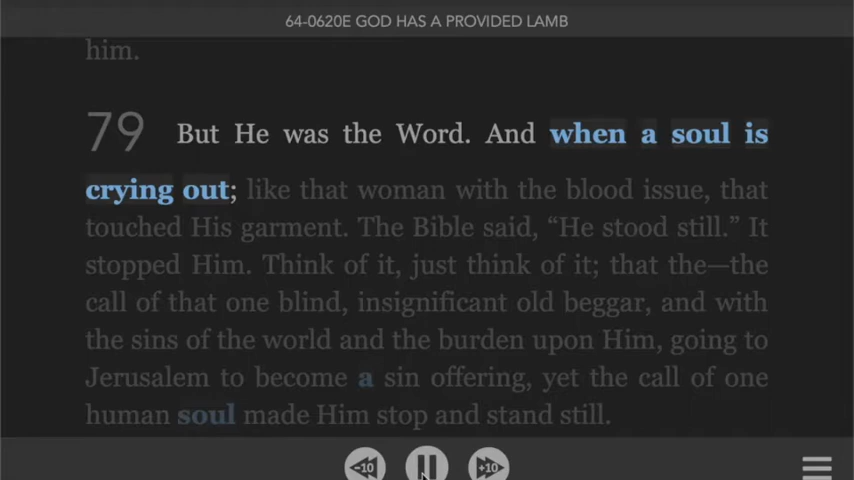 64-0620E GOD HAS A PROVIDED LAMB
him.
79 But He was the Word. And when a soul is
crying out; like that woman with the blood issue, that
touched His garment. The Bible said, “He stood still.” It
stopped Him. Think of it, just think of it; that the—the
call of that one blind, insignificant old beggar, and with
the sins of the world and the burden upon Him, going to
Jerusalem to become a sin offering, yet the call of one
human soul made Him stop and stand still.
-10 +10